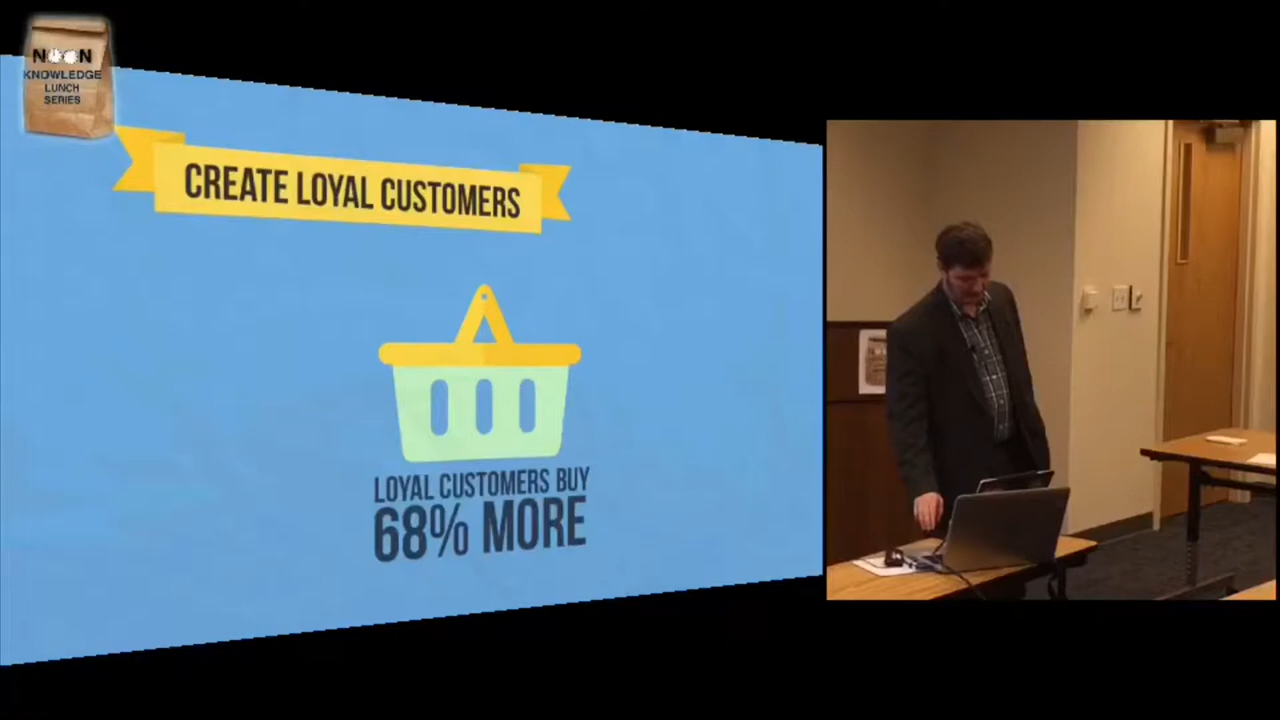 NOON
KNOWLEDGE
LUNCH
SERIES
CREATE LOYAL CUSTOMERS
LOYAL CUSTOMERS BUY
68% MORE